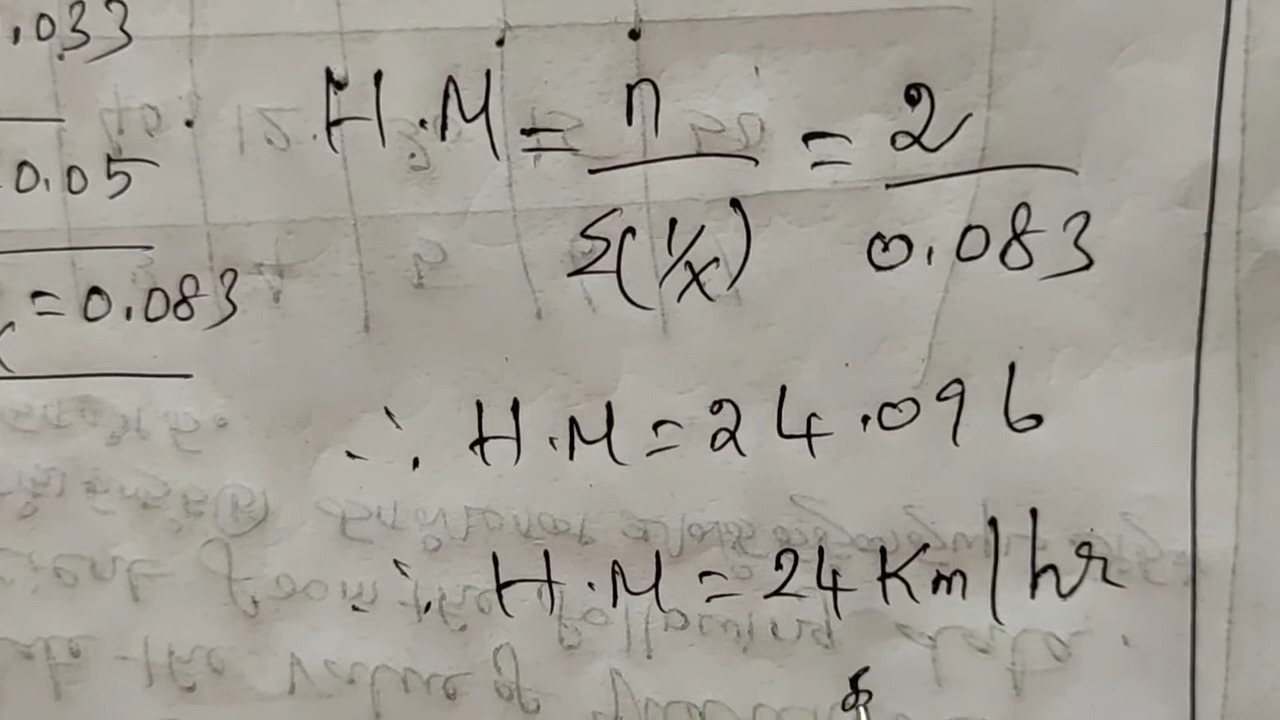 .033
0.05
= 0.083
H.M = n / Σ(1/x) = 2 / 0.083
∴ H.M = 24.096
∴ H.M = 24 Km/hr